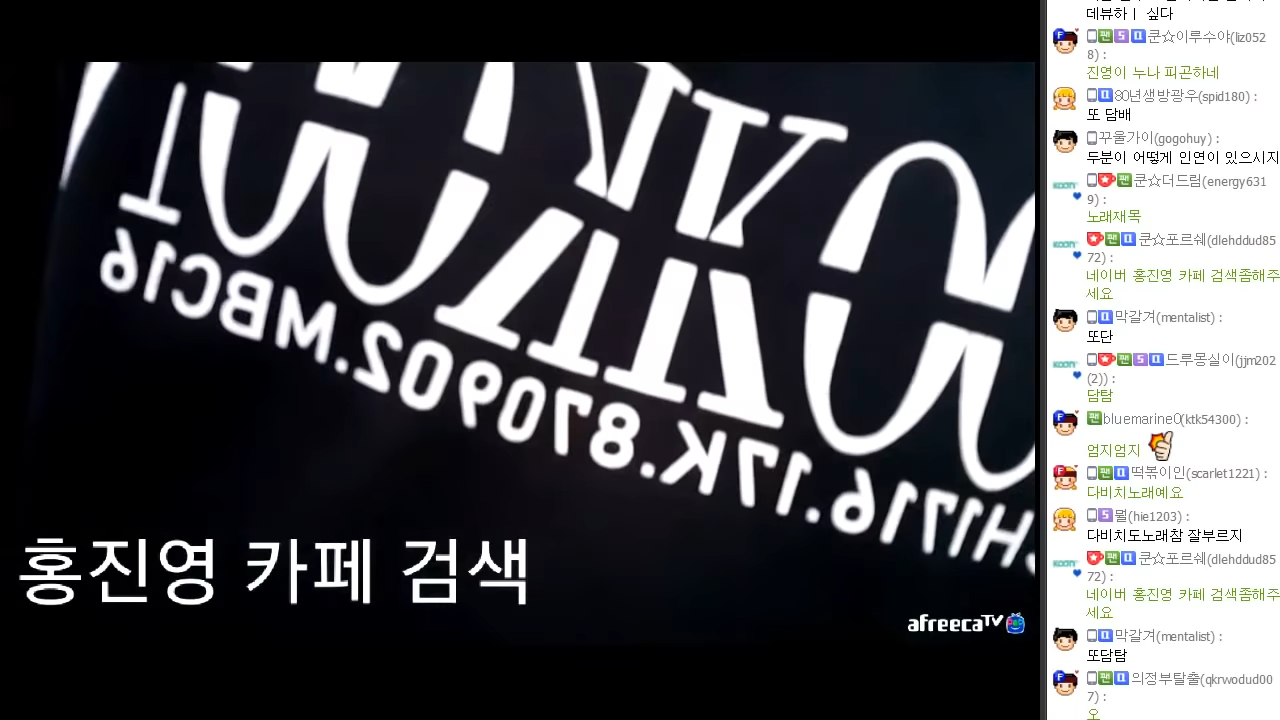 홍진영 카페 검색
afreecaTV
데뷰하ㅣ 싶다
쿤☆이루수야(liz0528) :
진영이 누나 피곤하네
80년생방광우(spid180) :
또 담배
꾸울가이(gogohuy) :
두분이 어떻게 인연이 있으시지
쿤☆더드림(energy6319) :
노래재목
쿤☆포르쉐(dlehddud8572) :
네이버 홍진영 카페 검색좀해주세요
막갈겨(mentalist) :
또단
드루몽실이(jjm202(2)) :
담탐
bluemarine(ktk54300) :
엄지엄지
떡볶이인(scarlet1221) :
다비치노래예요
뭘(hie1203) :
다비치도노래참 잘부르지
쿤☆포르쉐(dlehddud8572) :
네이버 홍진영 카페 검색좀해주세요
막갈겨(mentalist) :
또담탐
의정부탈출(qkrwodud007) :
오